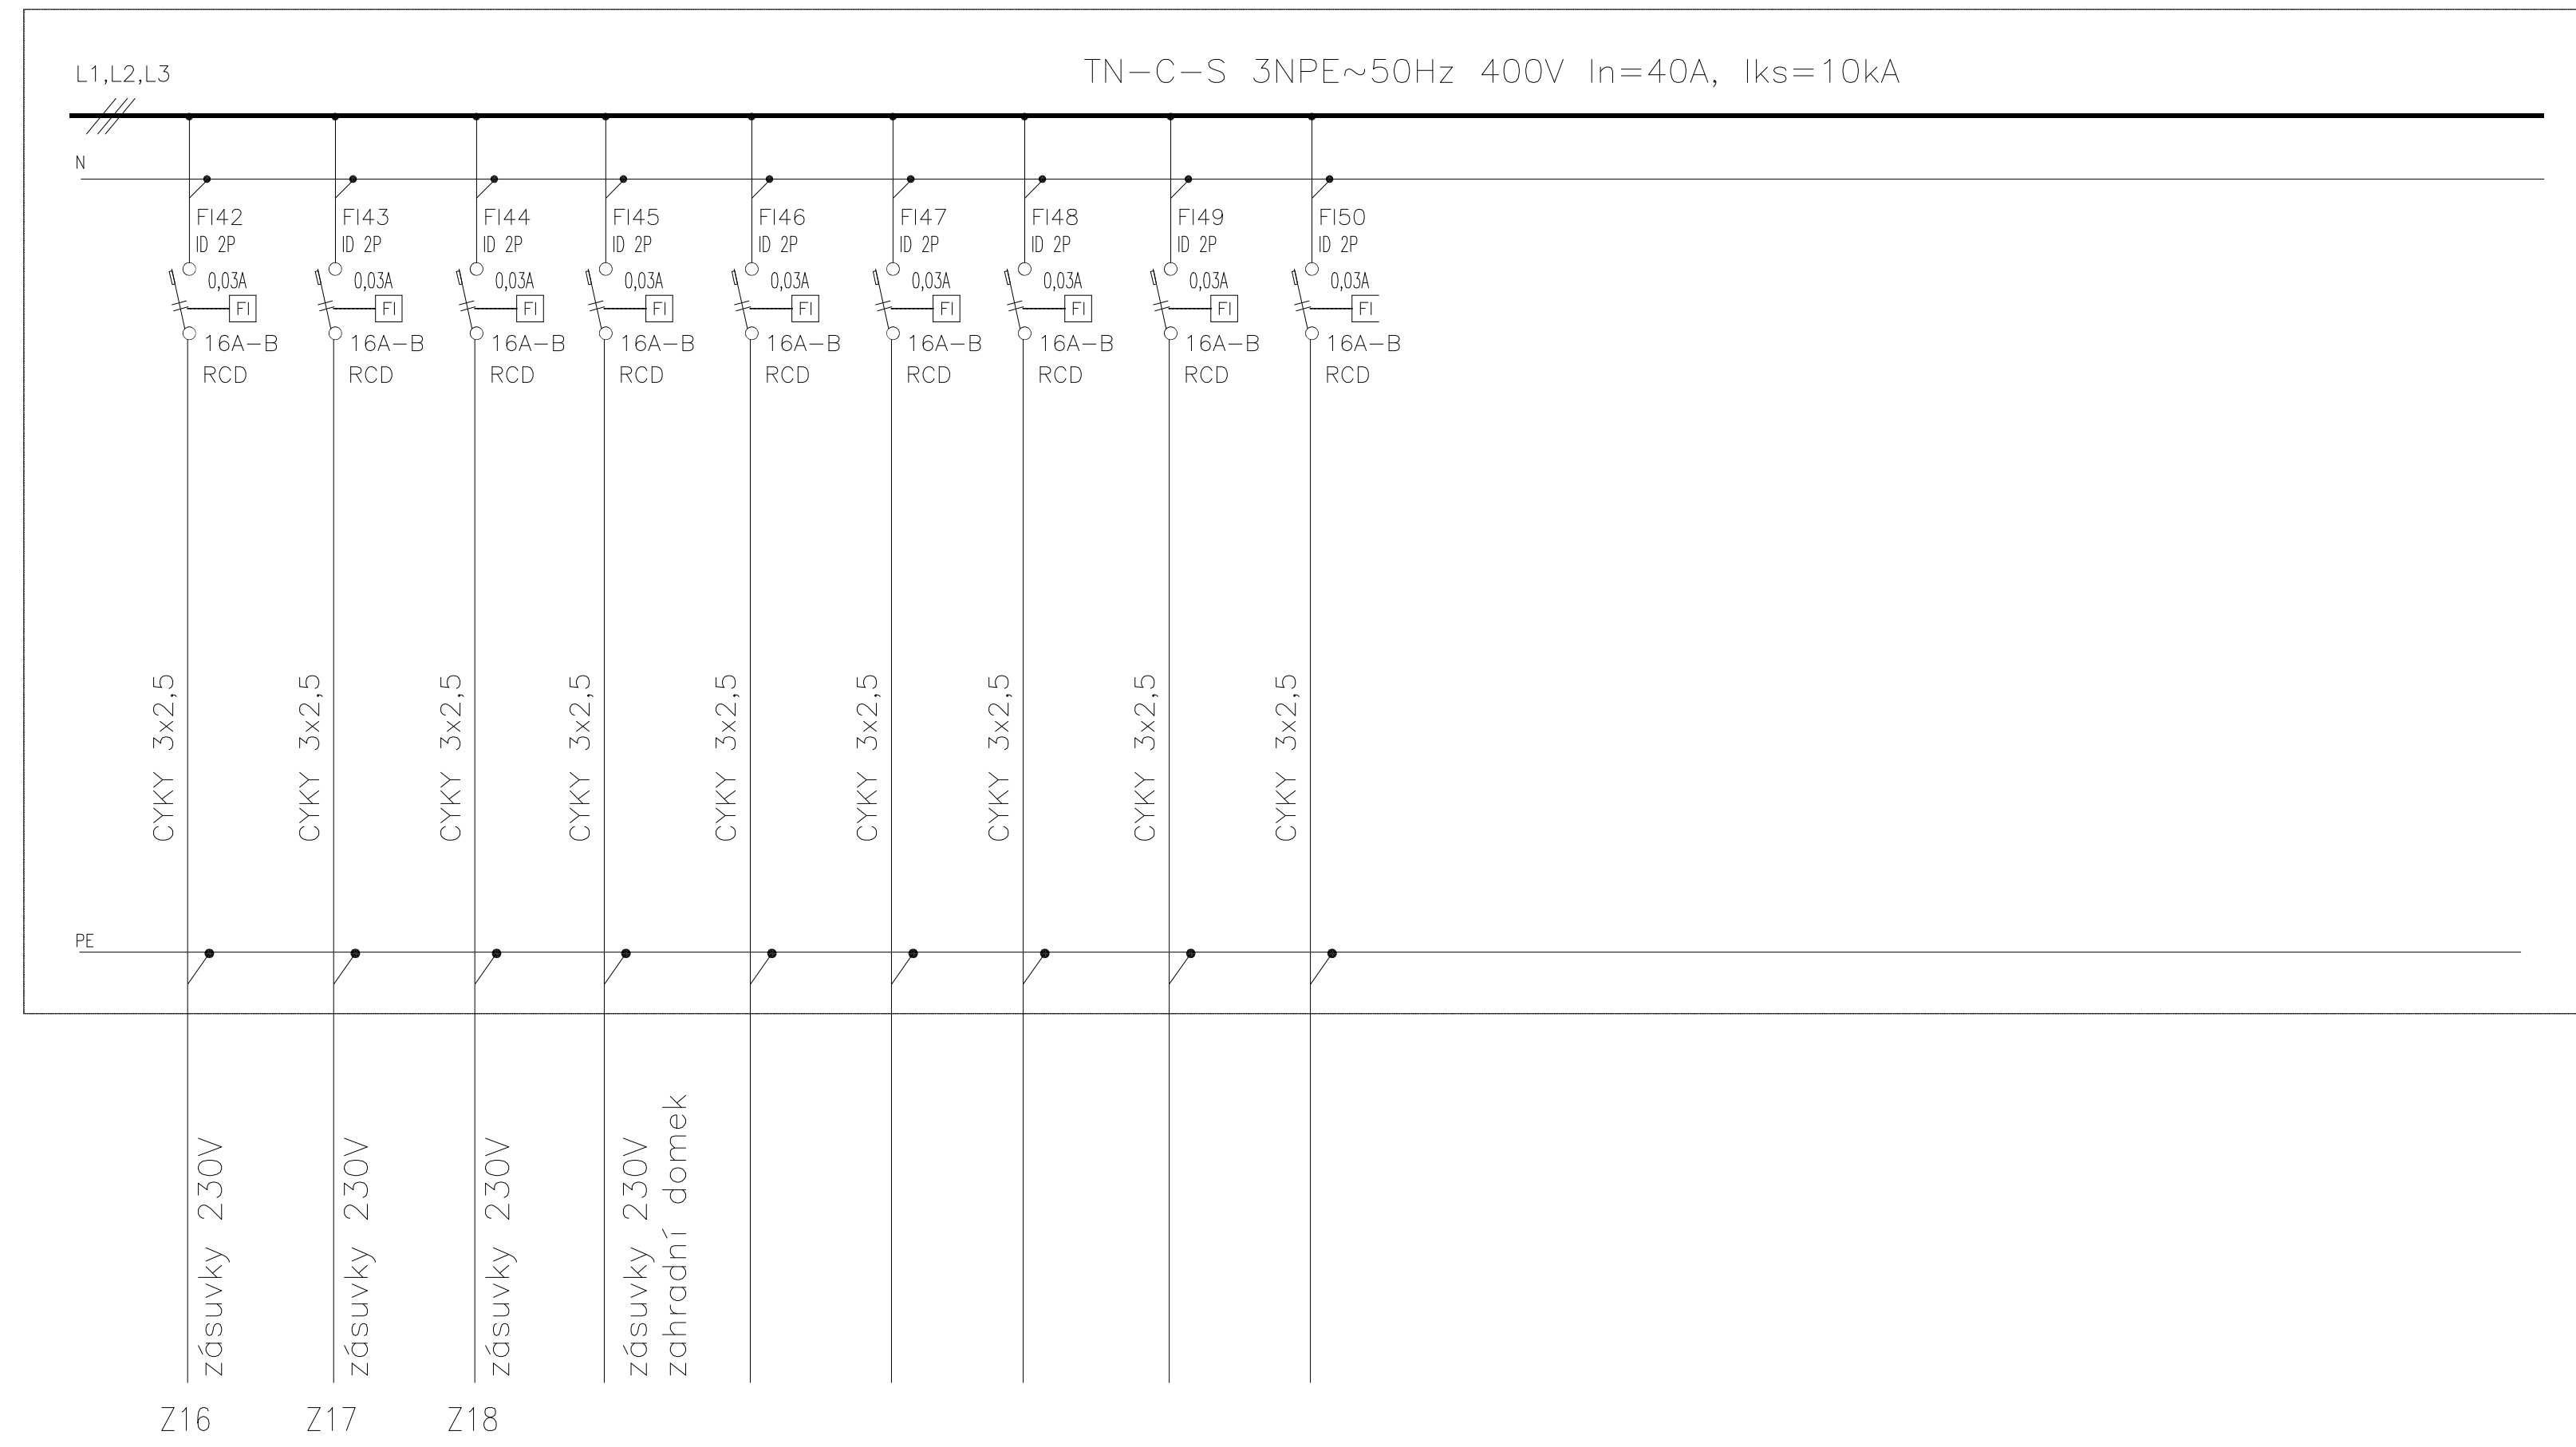 L1,L2,L3
TN-C-S 3NPE~50Hz 400V In=40A, Iks=10kA
N
FI42
ID 2P
0,03A
FI
16A-B
RCD
FI43
ID 2P
0,03A
FI
16A-B
RCD
FI44
ID 2P
0,03A
FI
16A-B
RCD
FI45
ID 2P
0,03A
FI
16A-B
RCD
FI46
ID 2P
0,03A
FI
16A-B
RCD
FI47
ID 2P
0,03A
FI
16A-B
RCD
FI48
ID 2P
0,03A
FI
16A-B
RCD
FI49
ID 2P
0,03A
FI
16A-B
RCD
FI50
ID 2P
0,03A
FI
16A-B
RCD
CYKY 3x2,5
CYKY 3x2,5
CYKY 3x2,5
CYKY 3x2,5
CYKY 3x2,5
CYKY 3x2,5
CYKY 3x2,5
CYKY 3x2,5
CYKY 3x2,5
PE
zásuvky 230V
zásuvky 230V
zásuvky 230V
zásuvky 230V
zahradní domek
Z16
Z17
Z18